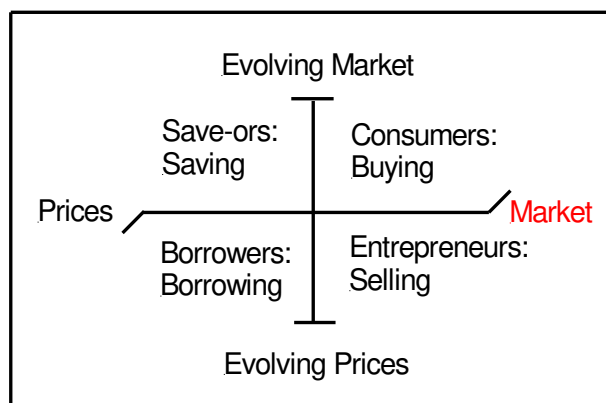 Evolving Market
Save-ors:
Saving
Consumers:
Buying
Prices
Market
Borrowers:
Borrowing
Entrepreneurs:
Selling
Evolving Prices